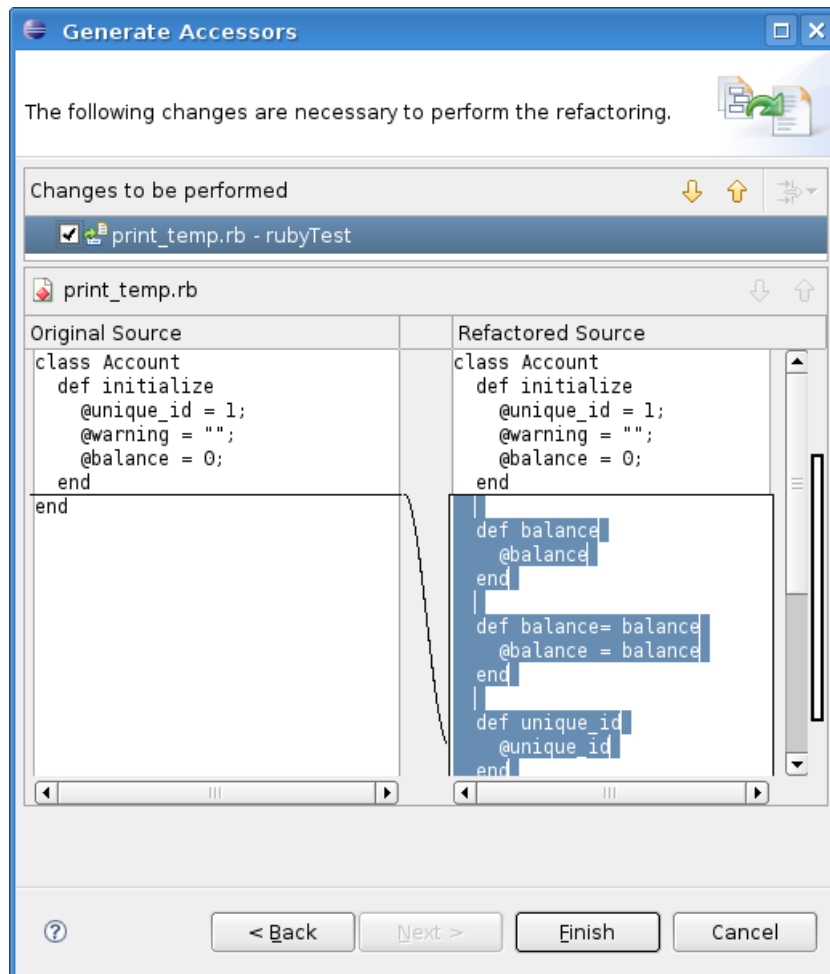 Generate Accessors
The following changes are necessary to perform the refactoring.
Changes to be performed
print_temp.rb - rubyTest
print_temp.rb
Original Source
class Account
  def initialize
    @unique_id = 1;
    @warning = "";
    @balance = 0;
  end
end
Refactored Source
class Account
  def initialize
    @unique_id = 1;
    @warning = "";
    @balance = 0;
  end
  def balance
    @balance
  end
  def balance= balance
    @balance = balance
  end
  def unique_id
    @unique_id
  end
< Back
Next >
Finish
Cancel